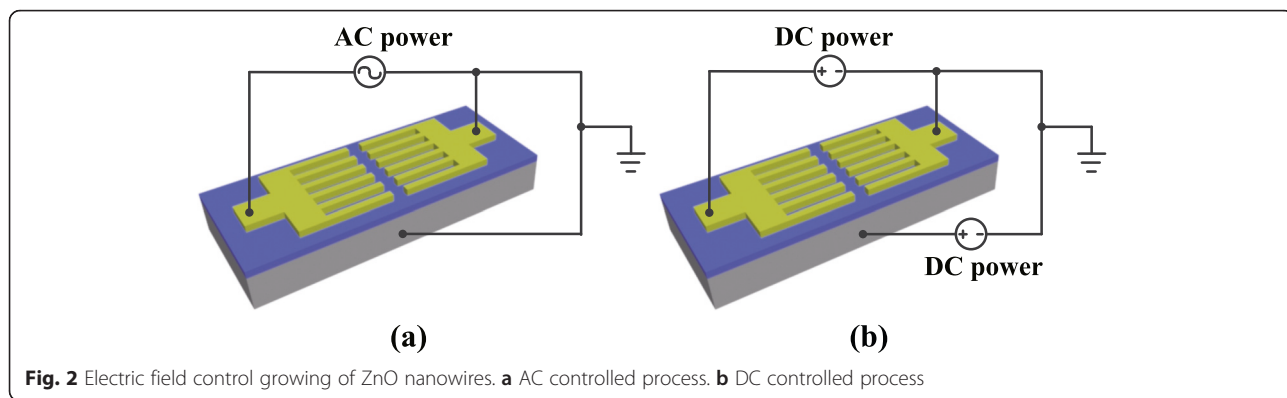 AC power
DC power
DC power
(a)
(b)
Fig. 2 Electric field control growing of ZnO nanowires. a AC controlled process. b DC controlled process